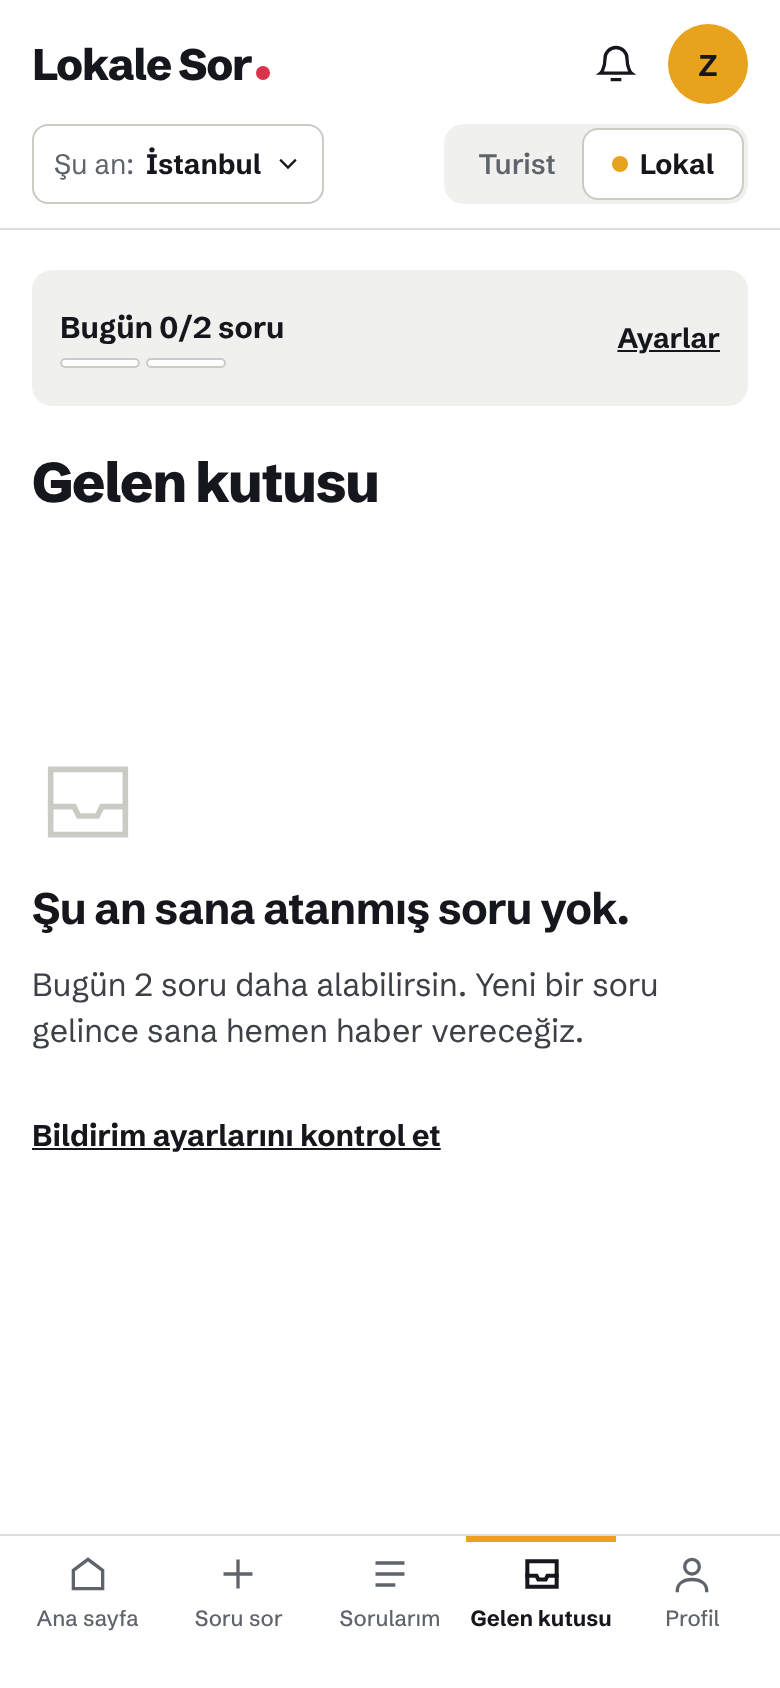 Lokale Sor.
Z
Şu an: İstanbul
Turist
Lokal
Bugün 0/2 soru
Ayarlar
Gelen kutusu
Şu an sana atanmış soru yok.
Bugün 2 soru daha alabilirsin. Yeni bir soru
gelince sana hemen haber vereceğiz.
Bildirim ayarlarını kontrol et
Ana sayfa
Soru sor
Sorularım
Gelen kutusu
Profil